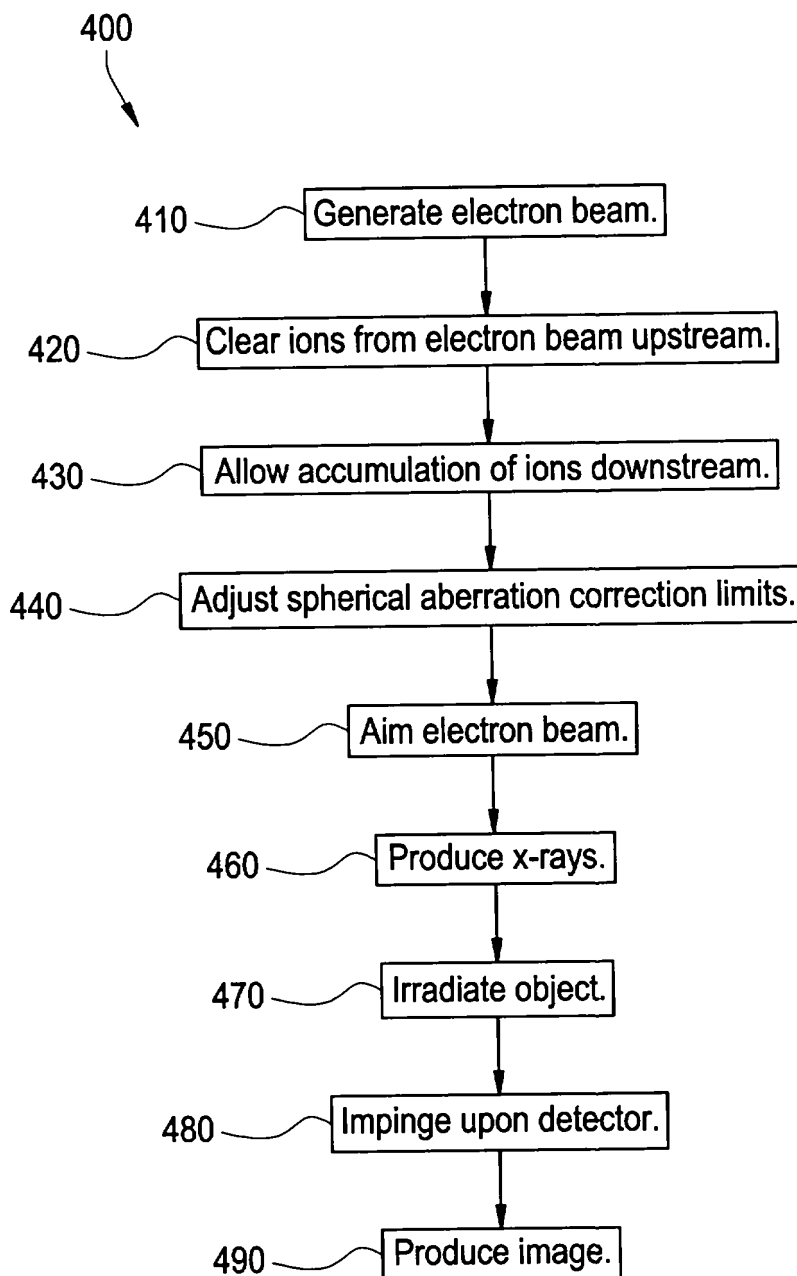 400
410
Generate electron beam.
420
Clear ions from electron beam upstream.
430
Allow accumulation of ions downstream.
440
Adjust spherical aberration correction limits.
450
Aim electron beam.
460
Produce x-rays.
470
Irradiate object.
480
Impinge upon detector.
490
Produce image.